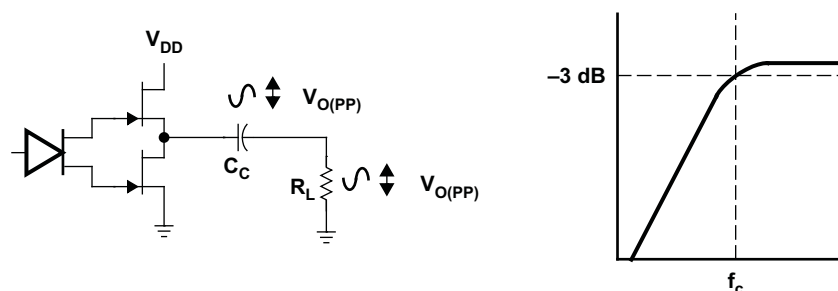 V_DD
V_O(PP)
C_C
R_L
V_O(PP)
–3 dB
f_c